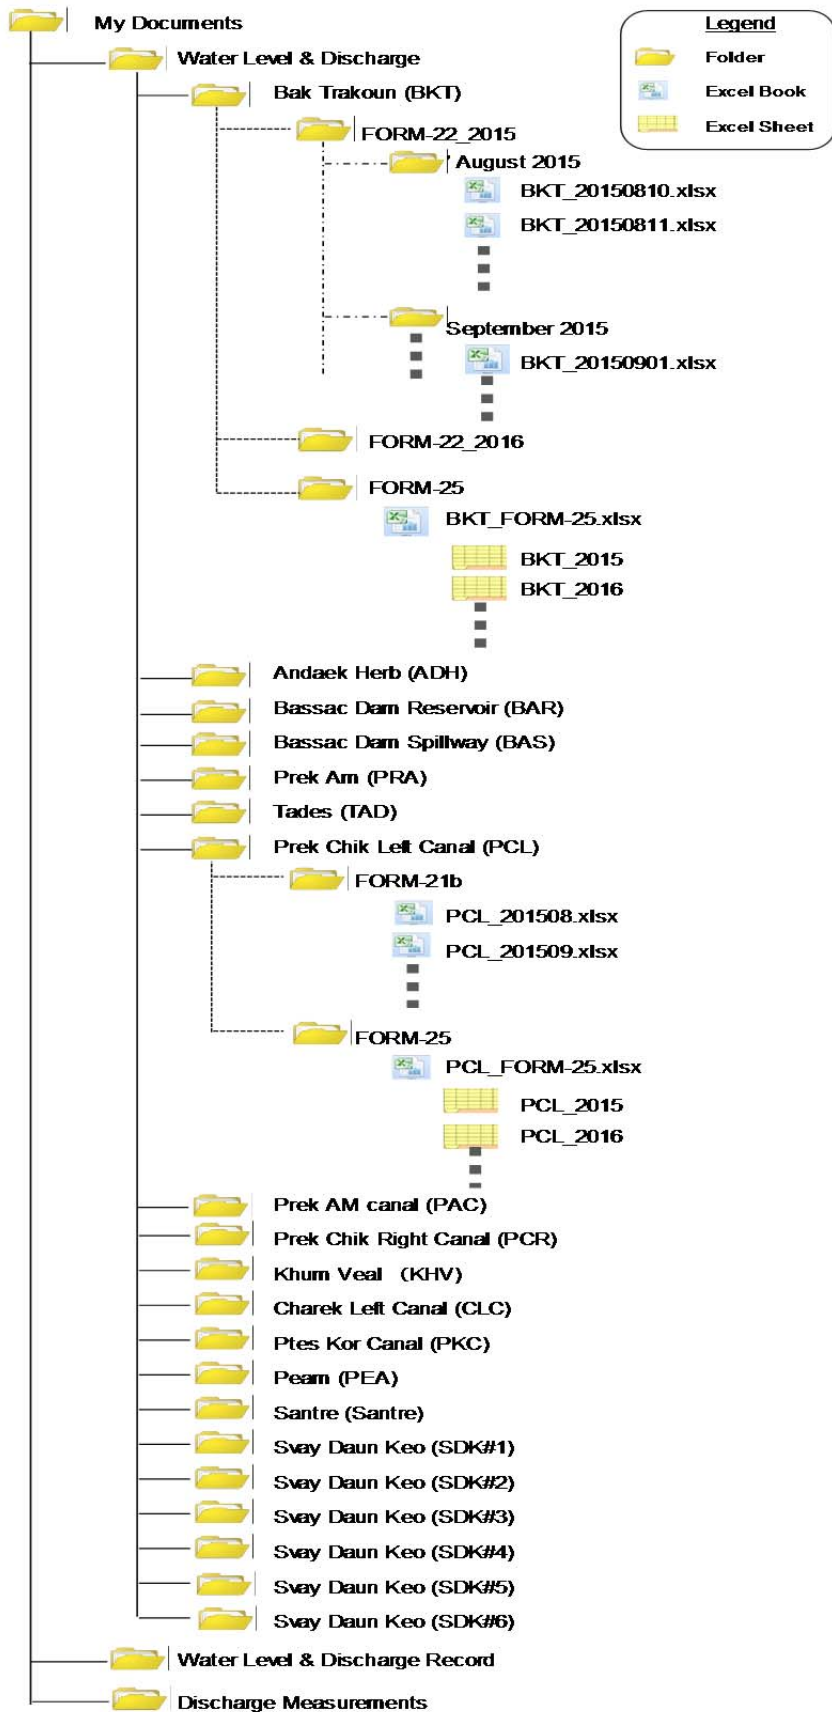 My Documents
Legend
Water Level & Discharge
Folder
Bak Trakoun (BKT)
Excel Book
FORM-22_2015
Excel Sheet
August 2015
BKT_20150810.xlsx
BKT_20150811.xlsx
September 2015
BKT_20150901.xlsx
FORM-22_2016
FORM-25
BKT_FORM-25.xlsx
BKT_2015
BKT_2016
Andaek Herb (ADH)
Bassac Dam Reservoir (BAR)
Bassac Dam Spillway (BAS)
Prek Am (PRA)
Tades (TAD)
Prek Chik Left Canal (PCL)
FORM-21b
PCL_201508.xlsx
PCL_201509.xlsx
FORM-25
PCL_FORM-25.xlsx
PCL_2015
PCL_2016
Prek AM canal (PAC)
Prek Chik Right Canal (PCR)
Khum Veal (KHV)
Charek Left Canal (CLC)
Ptes Kor Canal (PKC)
Peam (PEA)
Santre (Santre)
Svay Daun Keo (SDK#1)
Svay Daun Keo (SDK#2)
Svay Daun Keo (SDK#3)
Svay Daun Keo (SDK#4)
Svay Daun Keo (SDK#5)
Svay Daun Keo (SDK#6)
Water Level & Discharge Record
Discharge Measurements